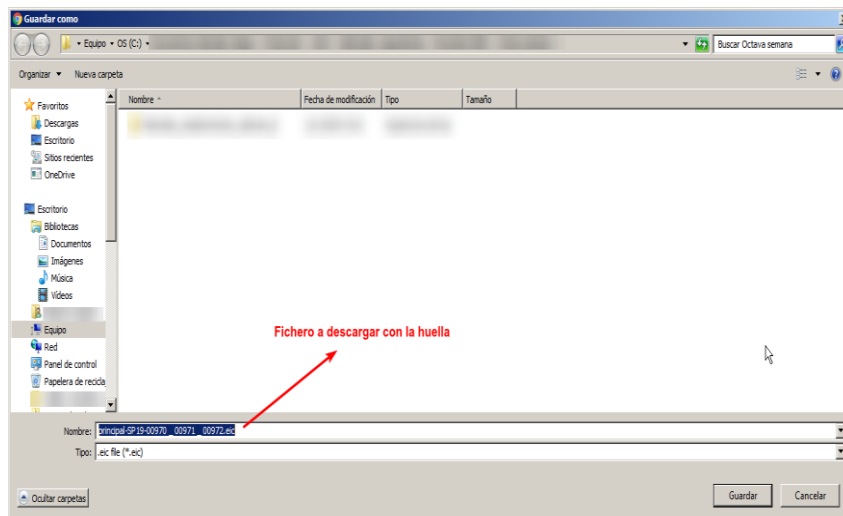 Guardar como
Equipo OS (C:) Buscar Octava semana
Organizar Nueva carpeta
Nombre Fecha de modificación Tipo Tamaño
Favoritos
Descargas
Escritorio
Sitios recientes
OneDrive
Escritorio
Bibliotecas
Documentos
Imágenes
Música
Vídeos
Equipo
Red
Panel de control
Papelera de recicla
Fichero a descargar con la huella
Nombre: principal-SP19-00970_00971_00972.eic
Tipo: .eic file (*.eic)
Ocultar carpetas Guardar Cancelar